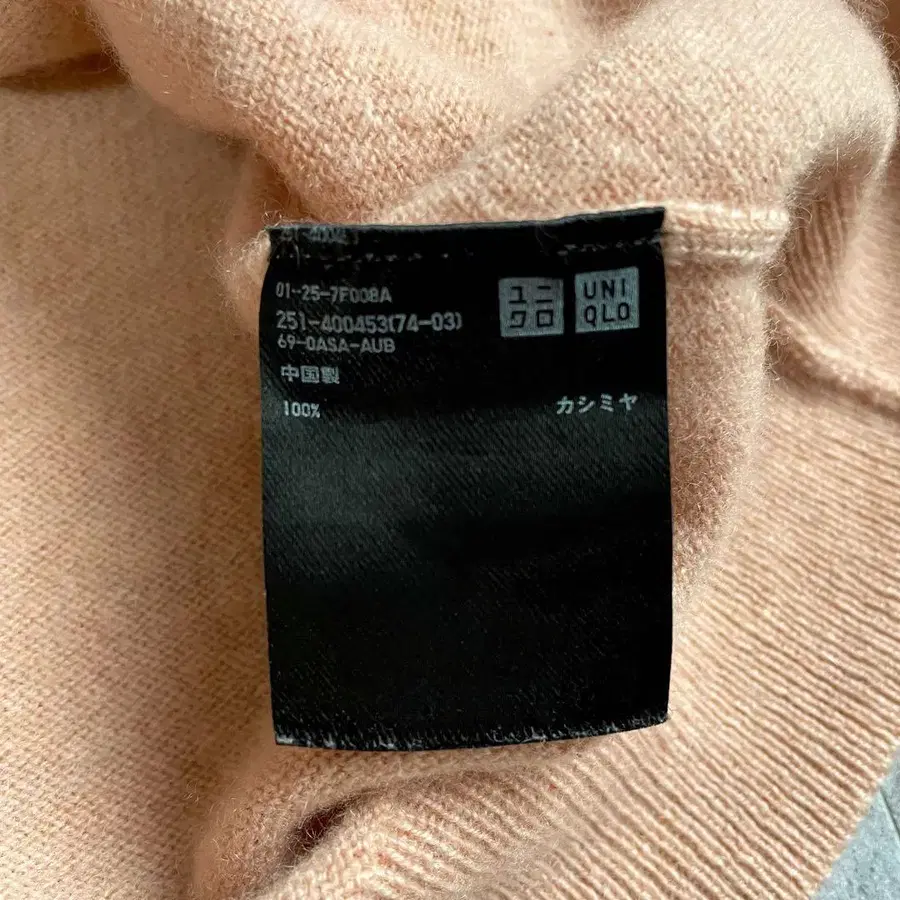 01-25-7F008A
251-400453(74-03)
69-0ASA-AUB
中国製
100% カシミヤ
ユニ
クロ
UNI
QLO